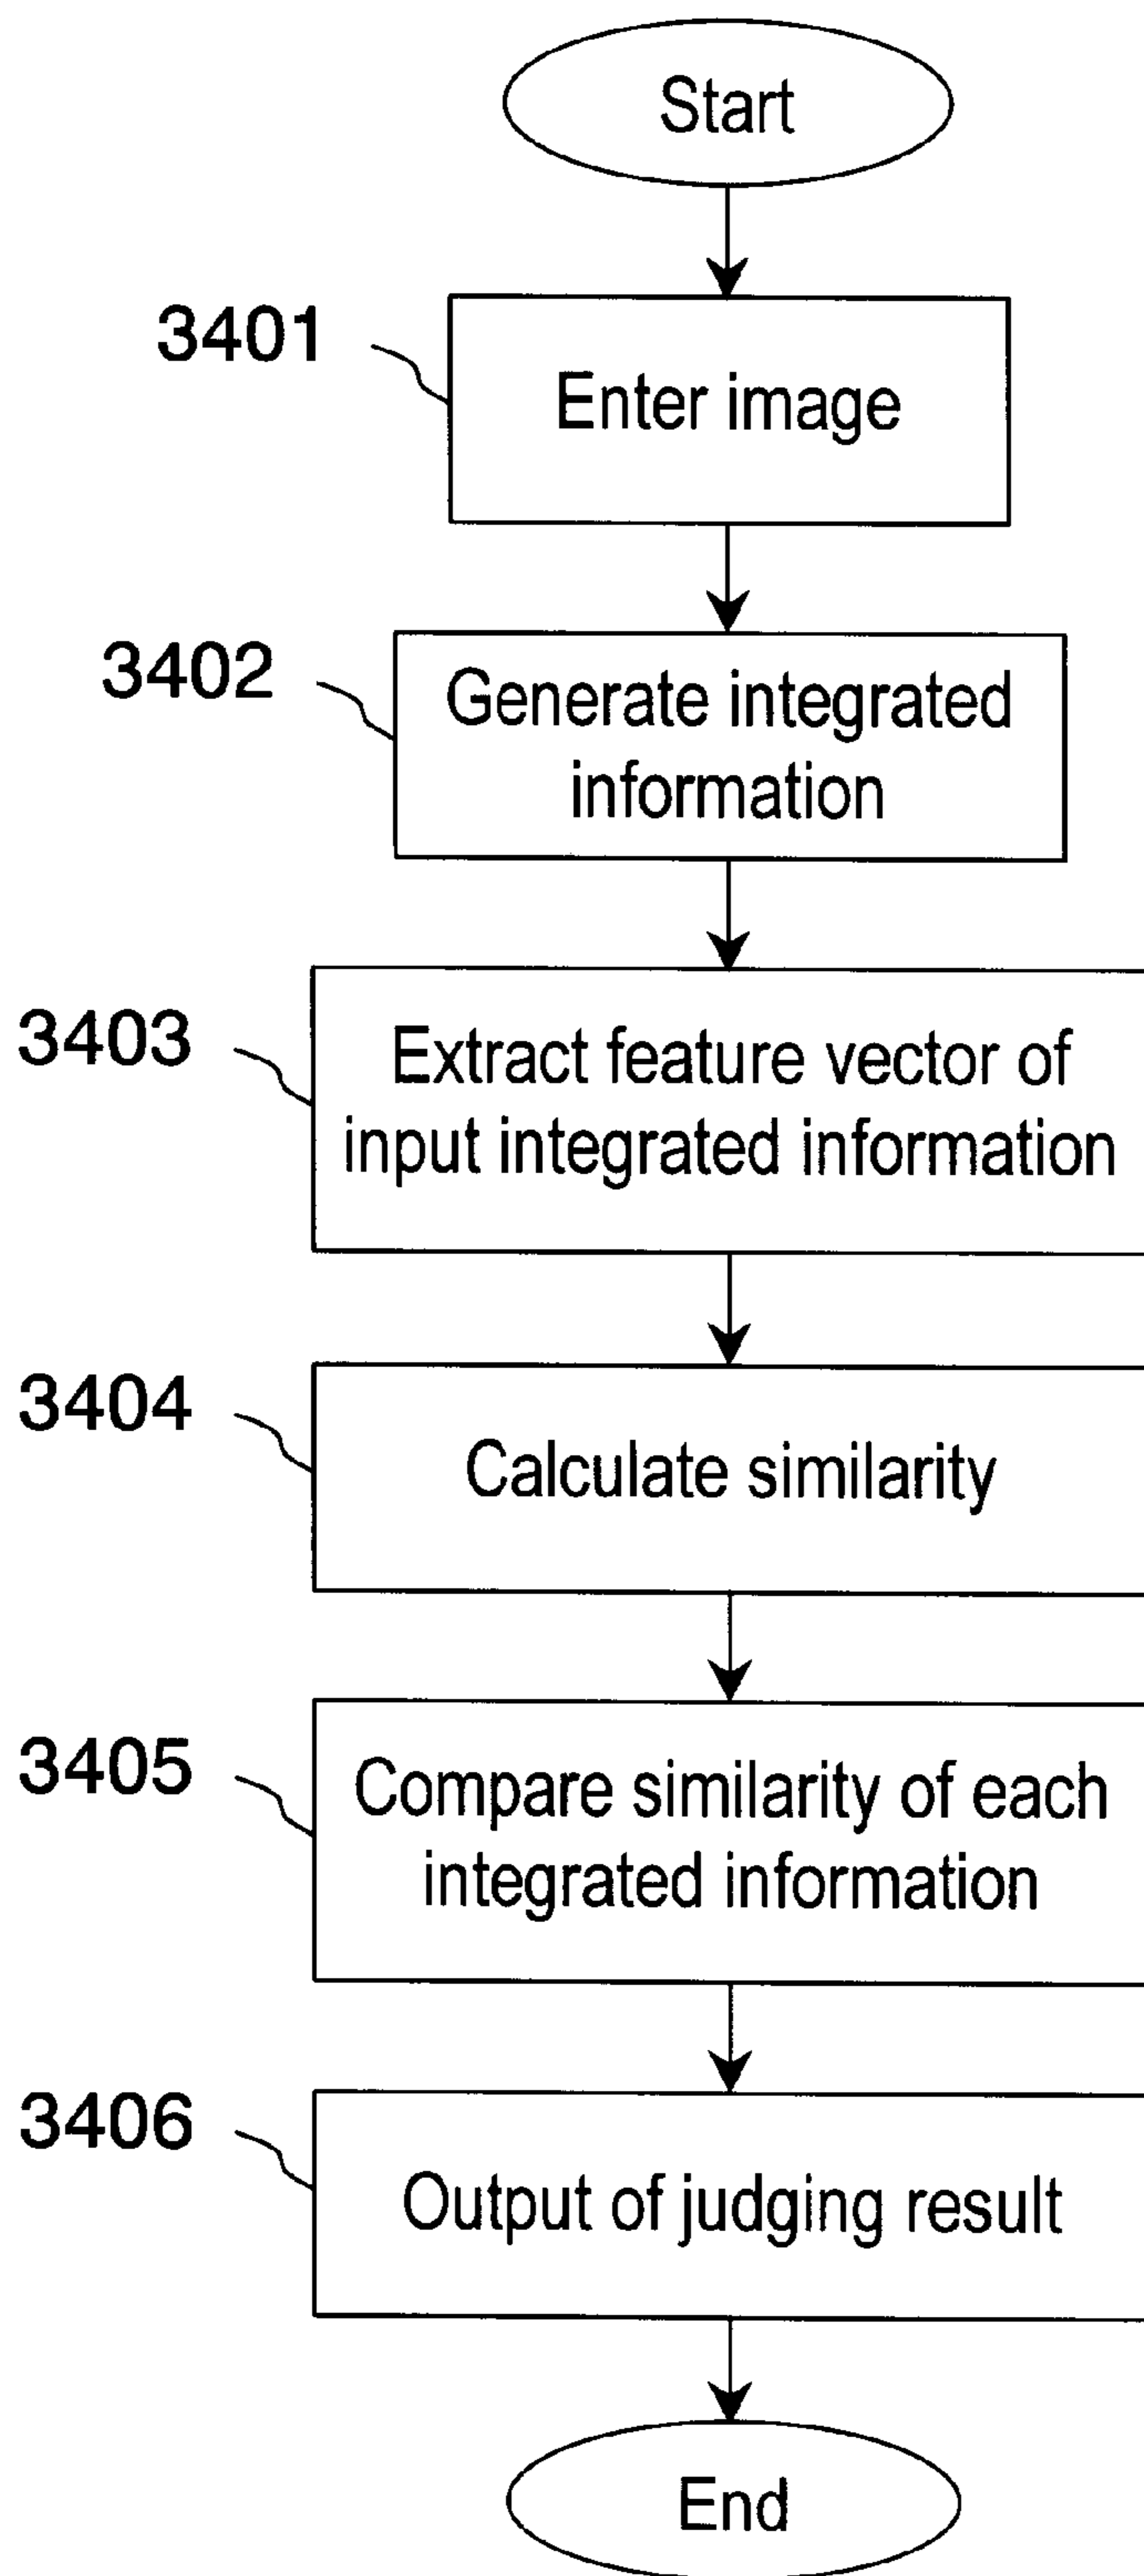 Start
3401
Enter image
3402
Generate integrated
information
3403
Extract feature vector of
input integrated information
3404
Calculate similarity
3405
Compare similarity of each
integrated information
3406
Output of judging result
End